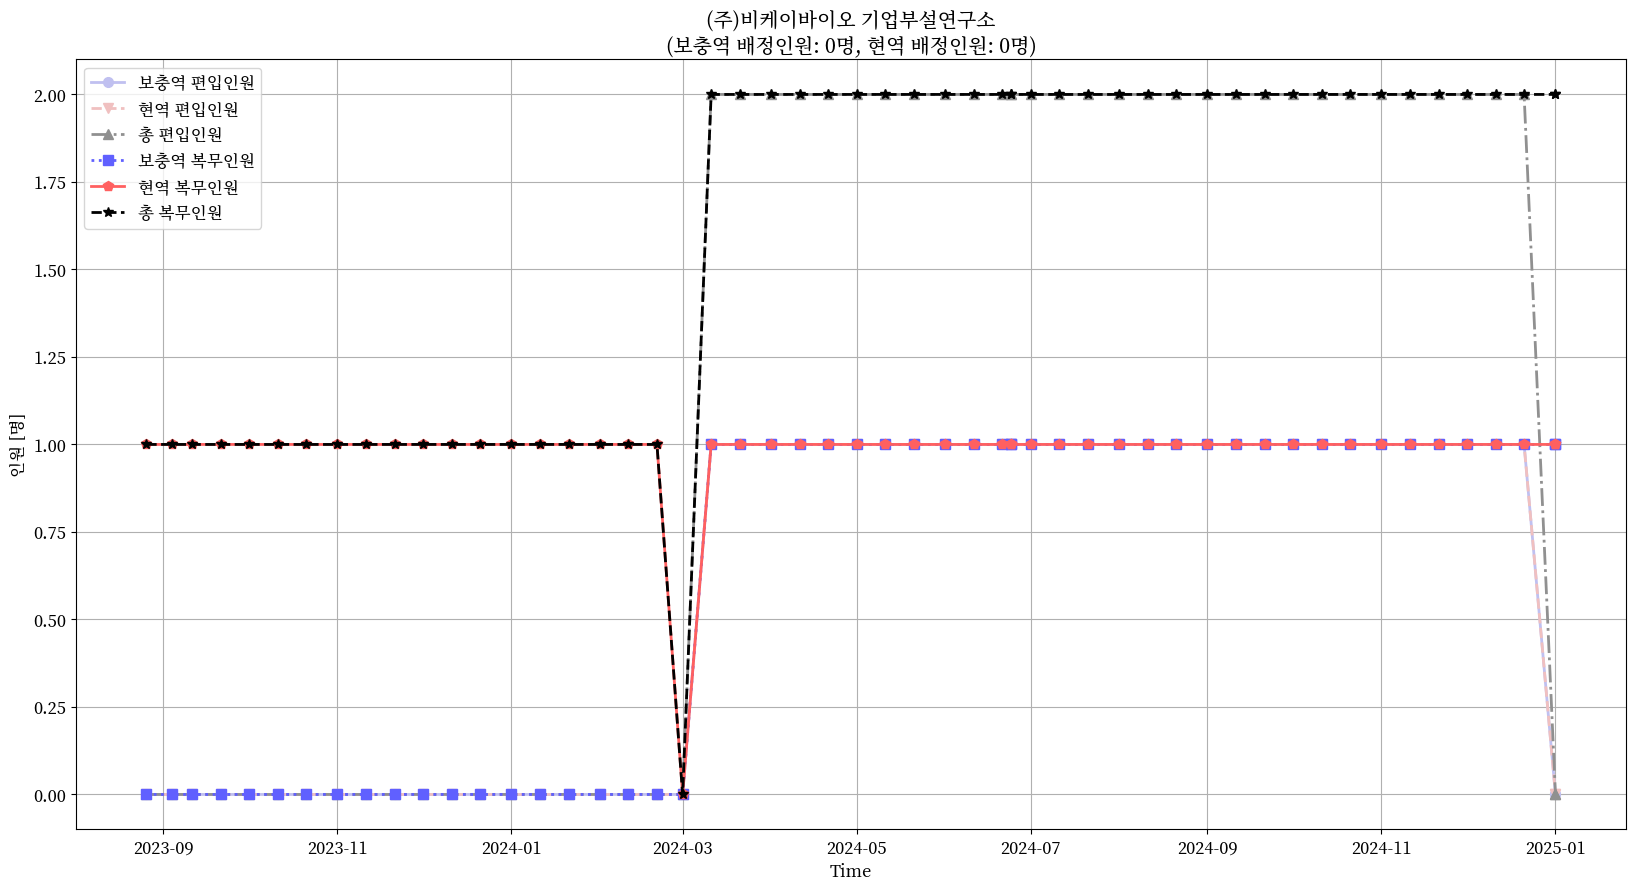 (주)비케이바이오 기업부설연구소
(보충역 배정인원: 0명, 현역 배정인원: 0명)
보충역 편입인원
현역 편입인원
총 편입인원
보충역 복무인원
현역 복무인원
총 복무인원
인원 [명]
2.00
1.75
1.50
1.25
1.00
0.75
0.50
0.25
0.00
2023-09
2023-11
2024-01
2024-03
2024-05
2024-07
2024-09
2024-11
2025-01
Time